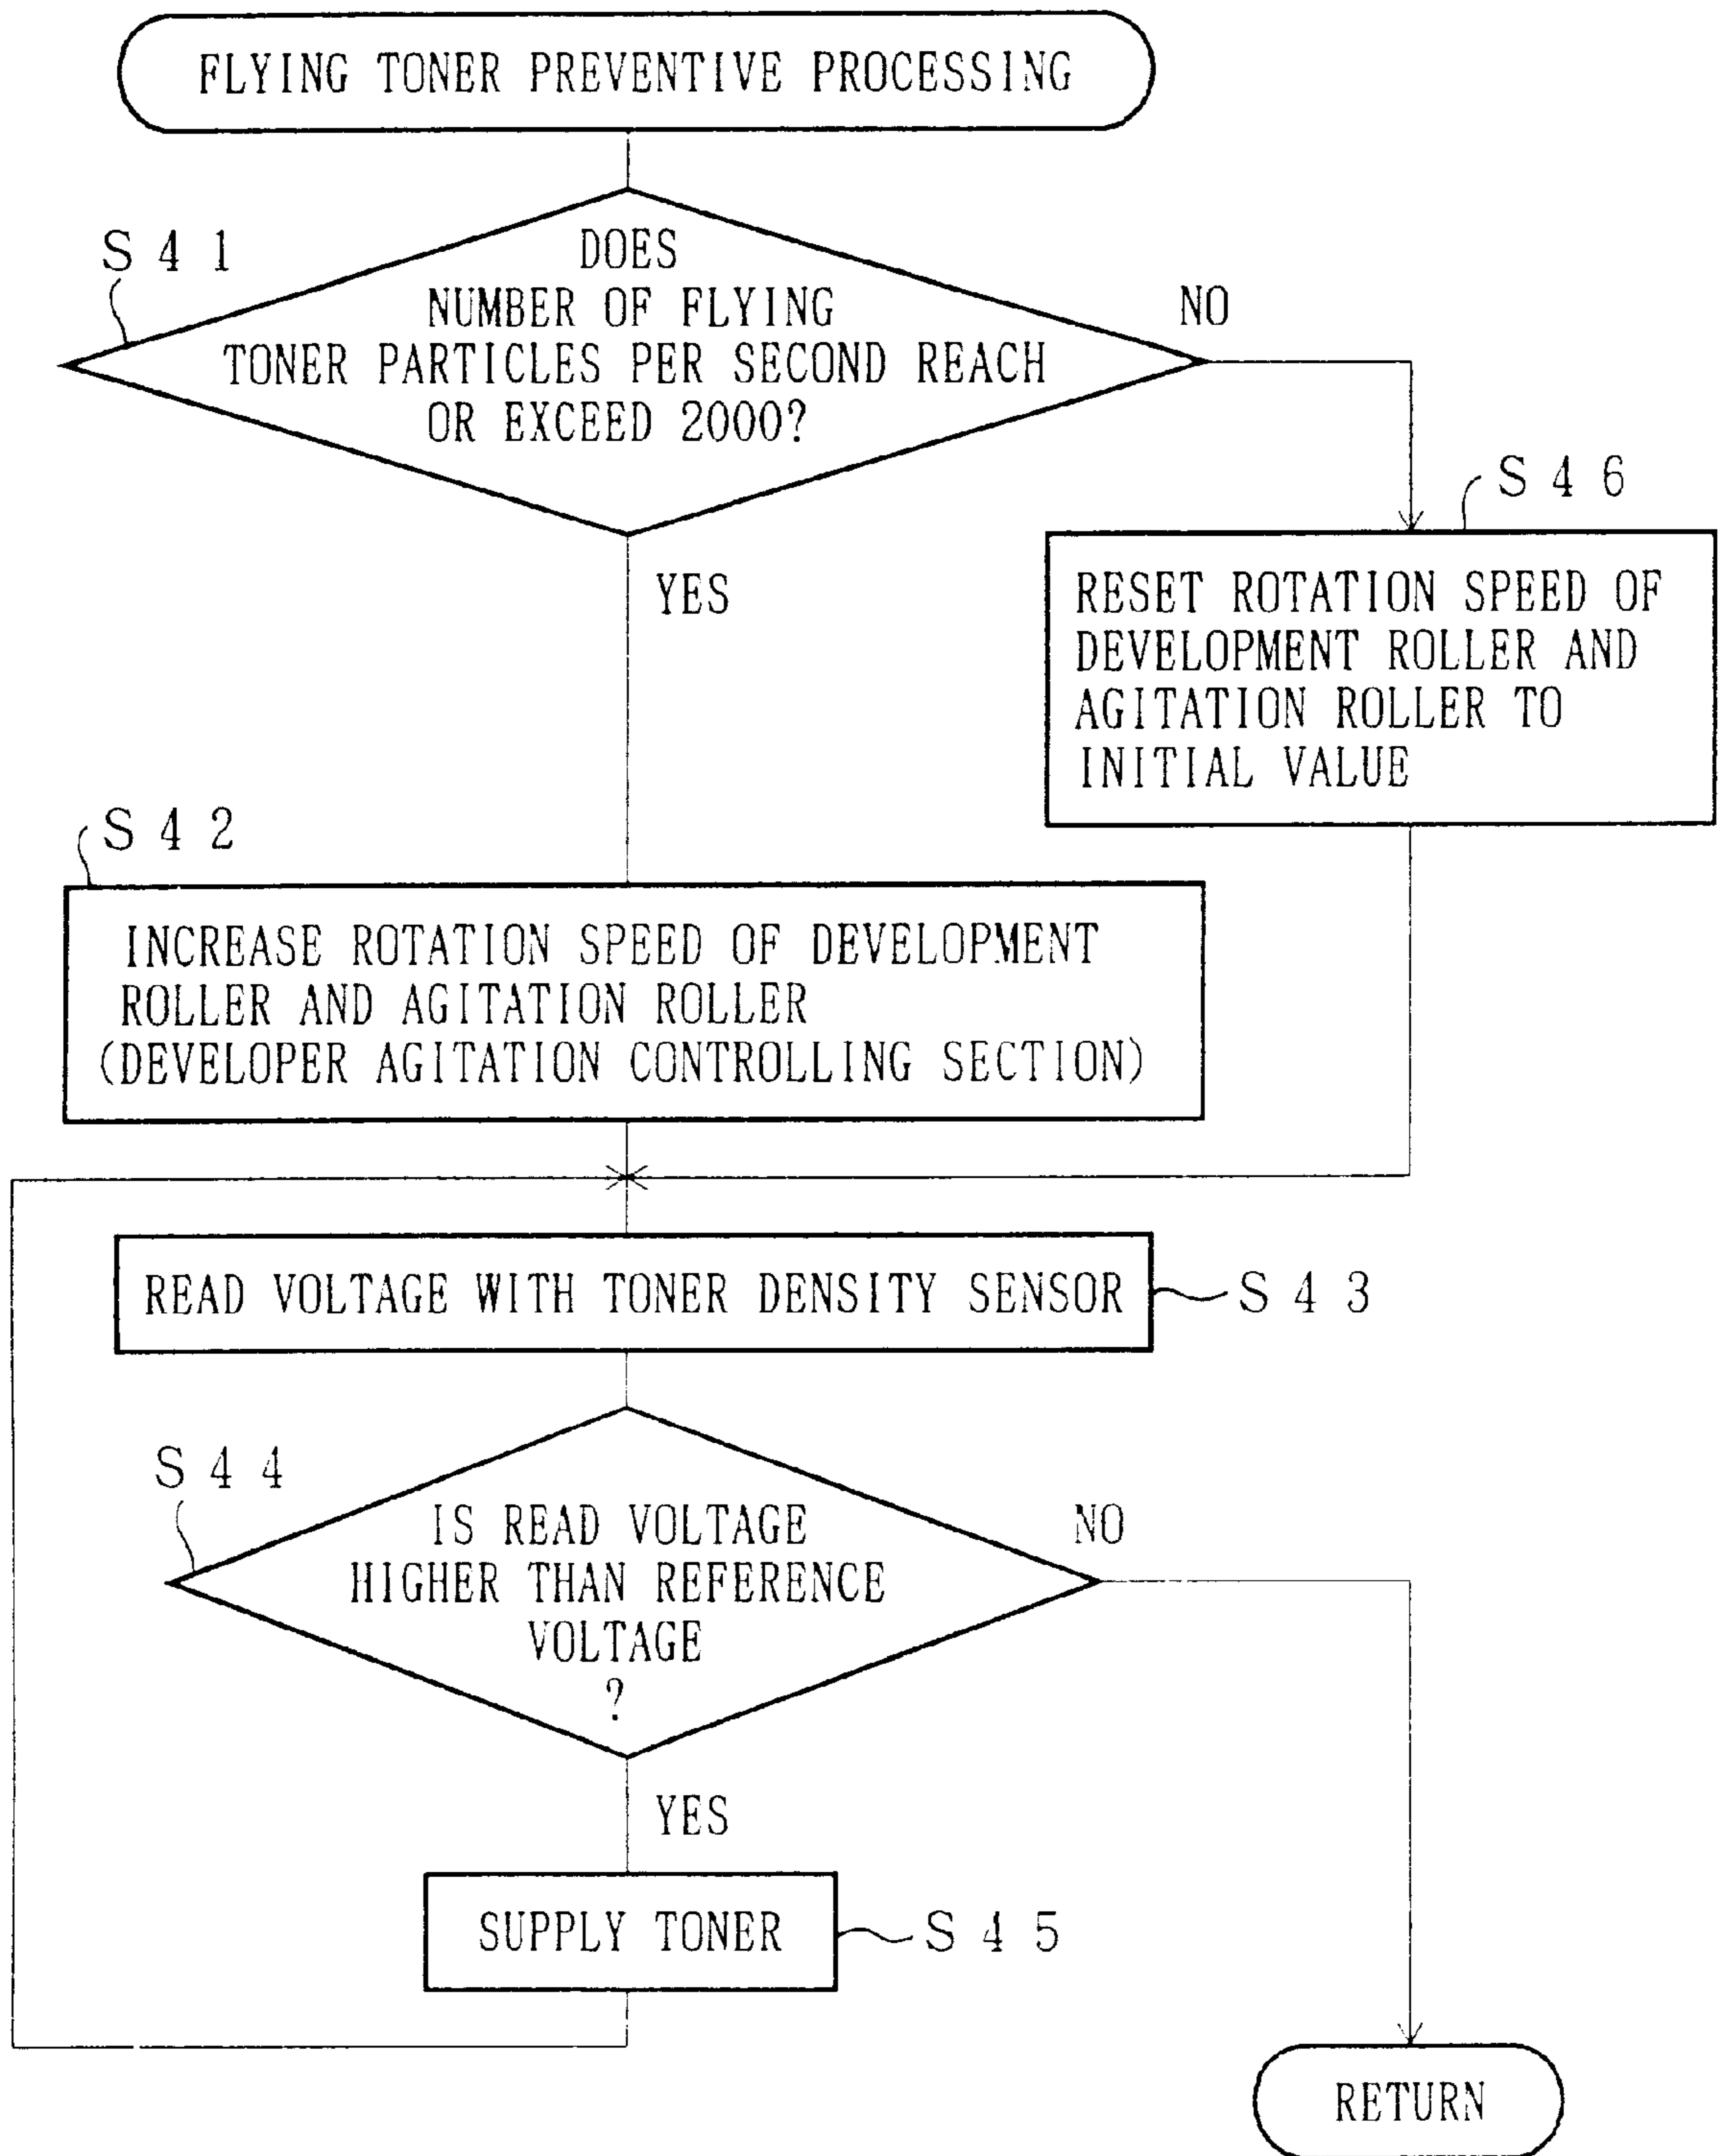 FLYING TONER PREVENTIVE PROCESSING
S41
DOES
NUMBER OF FLYING
TONER PARTICLES PER SECOND REACH
OR EXCEED 2000?
NO
YES
S46
RESET ROTATION SPEED OF
DEVELOPMENT ROLLER AND
AGITATION ROLLER TO
INITIAL VALUE
S42
INCREASE ROTATION SPEED OF DEVELOPMENT
ROLLER AND AGITATION ROLLER
(DEVELOPER AGITATION CONTROLLING SECTION)
READ VOLTAGE WITH TONER DENSITY SENSOR
S43
S44
IS READ VOLTAGE
HIGHER THAN REFERENCE
VOLTAGE
?
NO
YES
SUPPLY TONER
S45
RETURN